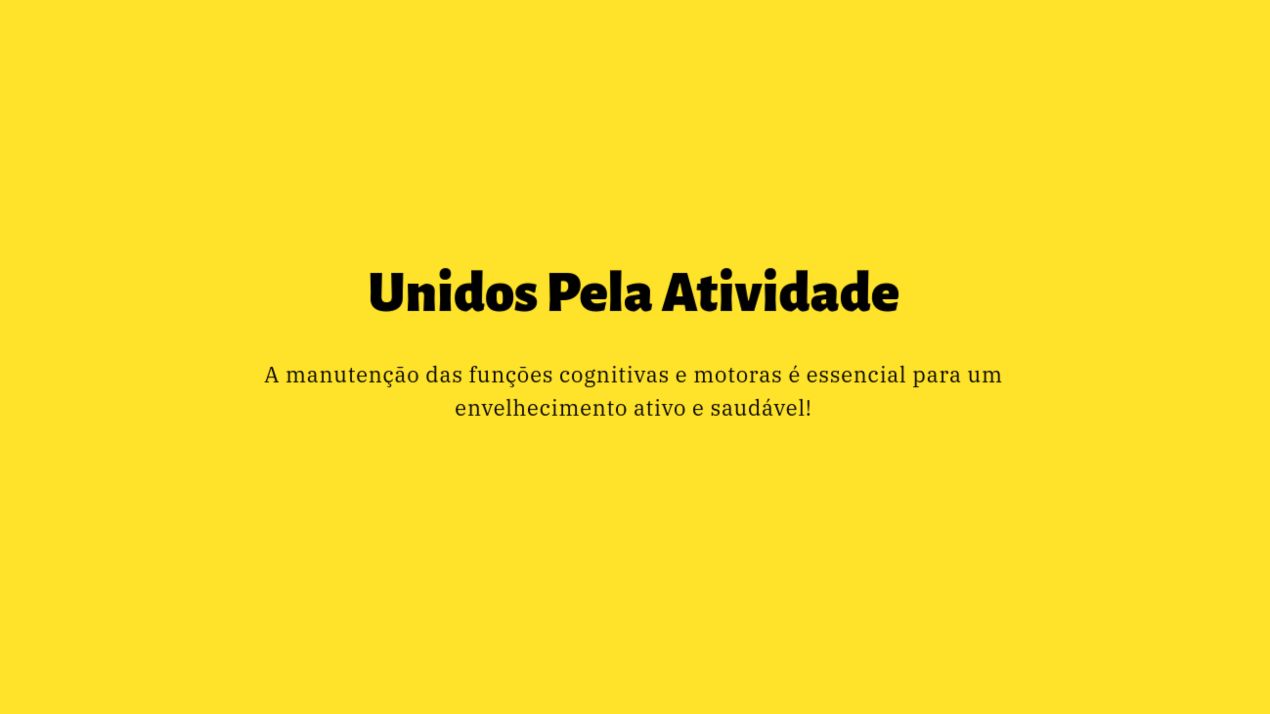 Unidos Pela Atividade
A manutenção das funções cognitivas e motoras é essencial para um
envelhecimento ativo e saudável!